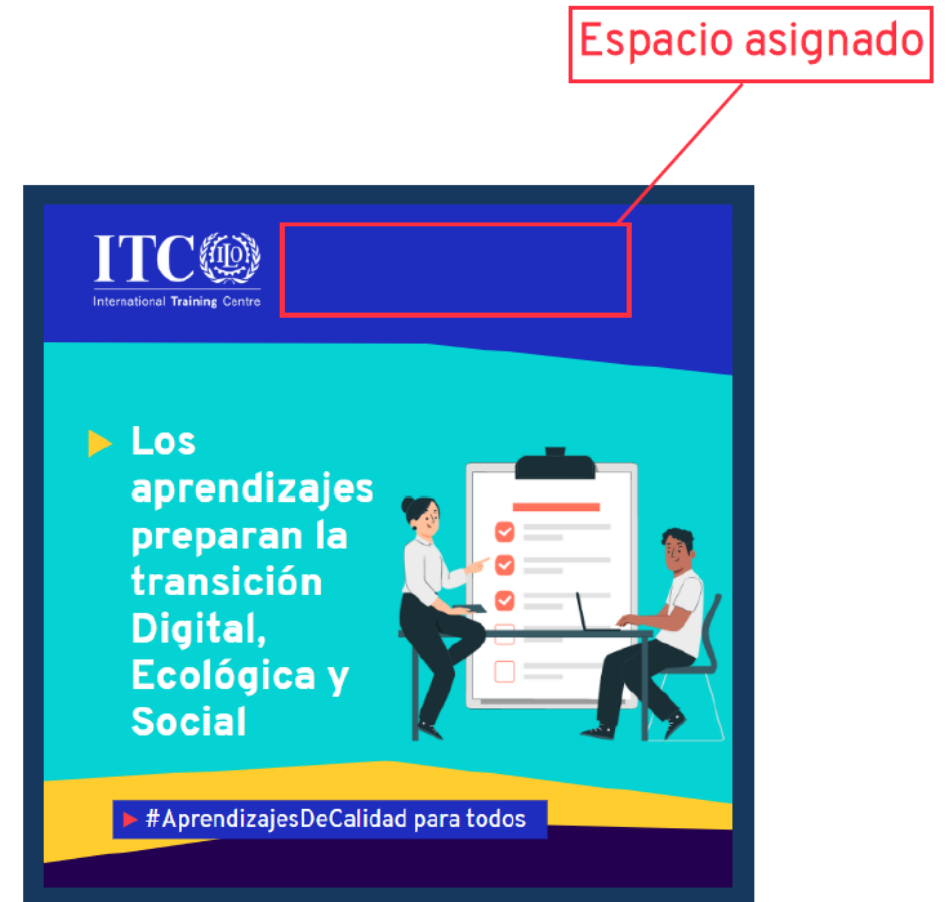 Espacio asignado
ITC
ILO
International Training Centre
Los
aprendizajes
preparan la
transición
Digital,
Ecológica y
Social
#AprendizajesDeCalidad para todos